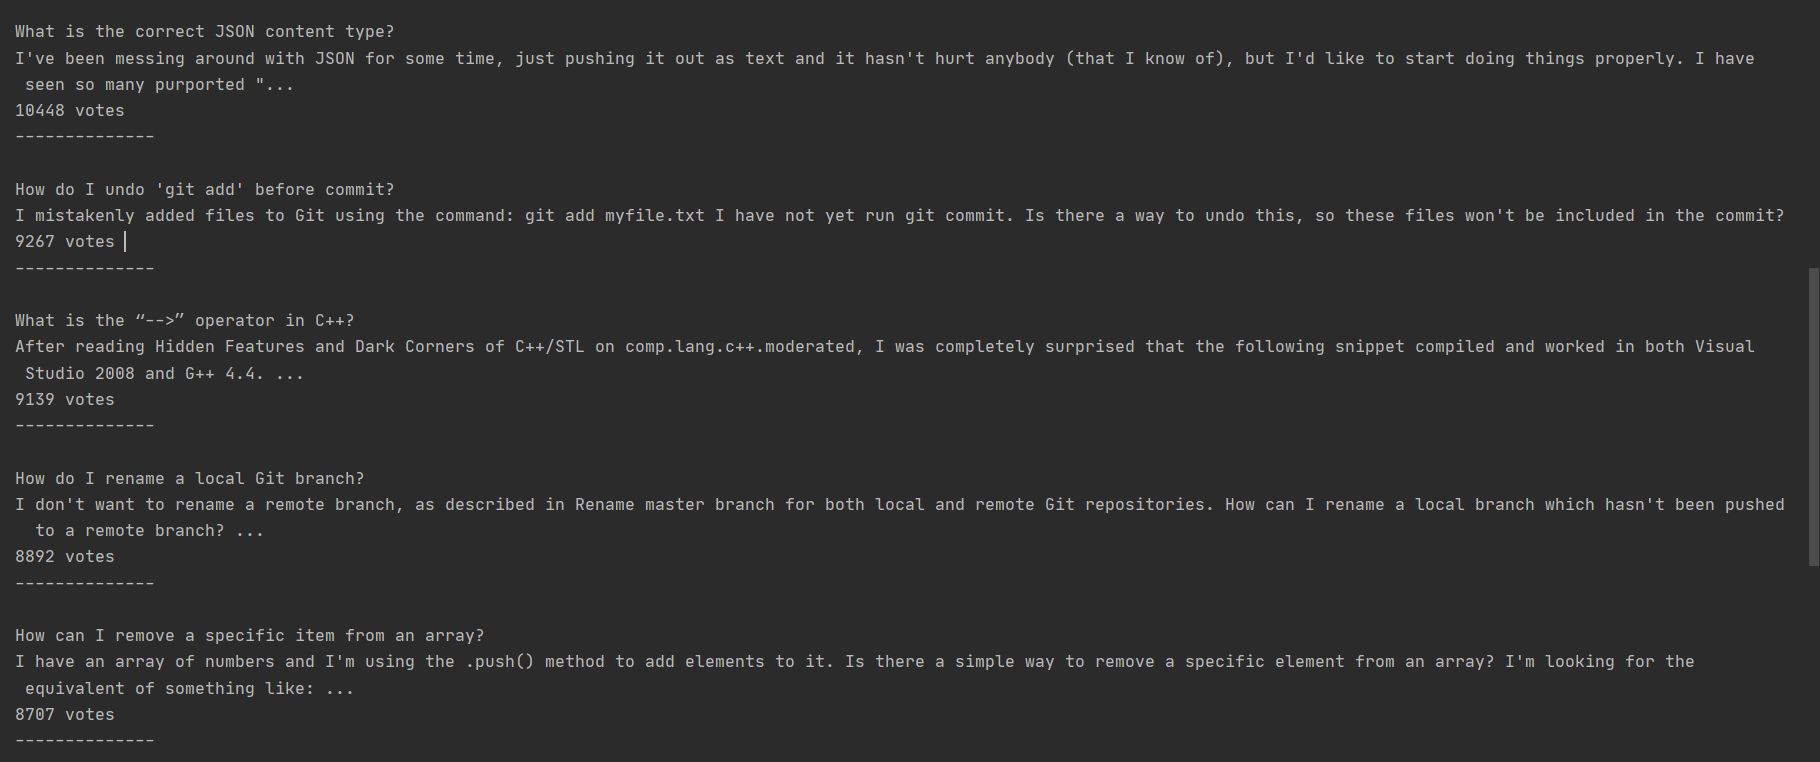 What is the correct JSON content type?
I've been messing around with JSON for some time, just pushing it out as text and it hasn't hurt anybody (that I know of), but I'd like to start doing things properly. I have
seen so many purported "...
10448 votes
--------------
How do I undo 'git add' before commit?
I mistakenly added files to Git using the command: git add myfile.txt I have not yet run git commit. Is there a way to undo this, so these files won't be included in the commit?
9267 votes
--------------
What is the “-->” operator in C++?
After reading Hidden Features and Dark Corners of C++/STL on comp.lang.c++.moderated, I was completely surprised that the following snippet compiled and worked in both Visual
Studio 2008 and G++ 4.4. ...
9139 votes
--------------
How do I rename a local Git branch?
I don't want to rename a remote branch, as described in Rename master branch for both local and remote Git repositories. How can I rename a local branch which hasn't been pushed
to a remote branch? ...
8892 votes
--------------
How can I remove a specific item from an array?
I have an array of numbers and I'm using the .push() method to add elements to it. Is there a simple way to remove a specific element from an array? I'm looking for the
equivalent of something like: ...
8707 votes
--------------